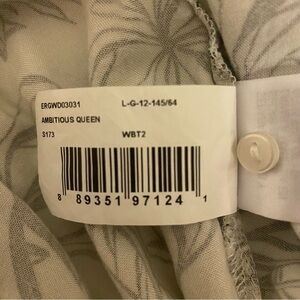 ERGWD03031 L-G-12-145/64
AMBITIOUS QUEEN
S173 WBT2
8 89351 97124 1